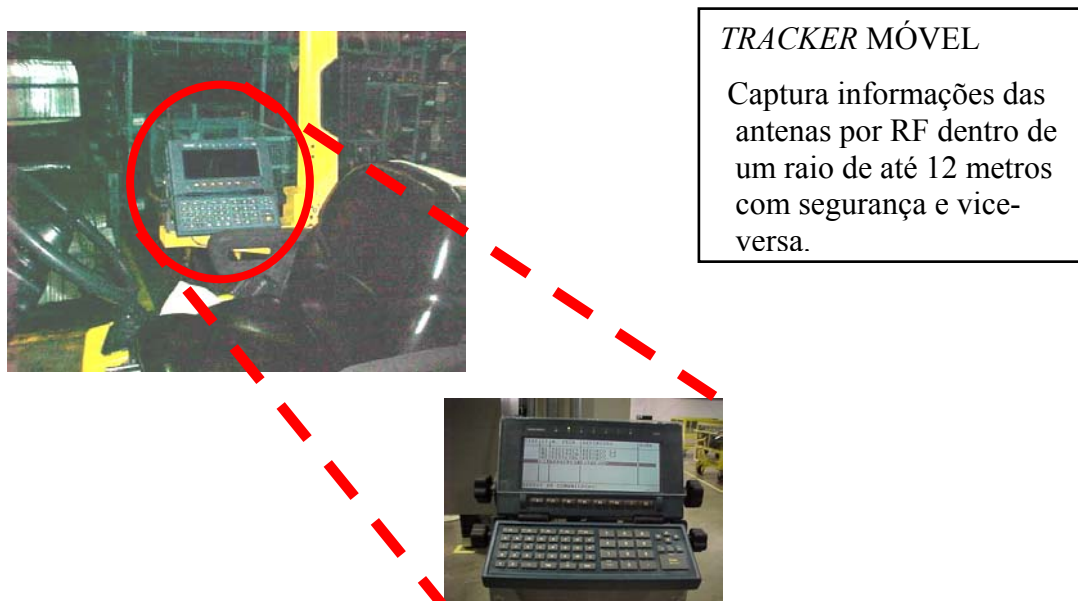 TRACKER MÓVEL
Captura informações das
antenas por RF dentro de
um raio de até 12 metros
com segurança e vice-
versa.